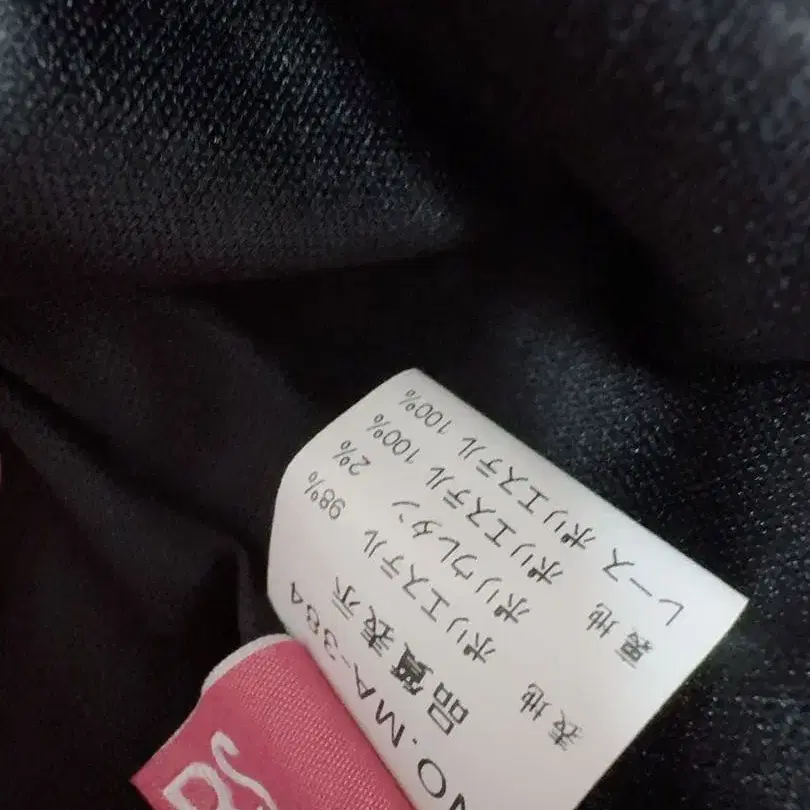 NO.MA-384
品質表示
表地 ポリエステル 98%
ポリウレタン 2%
裏地 ポリエステル 100%
レース ポリエステル 100%